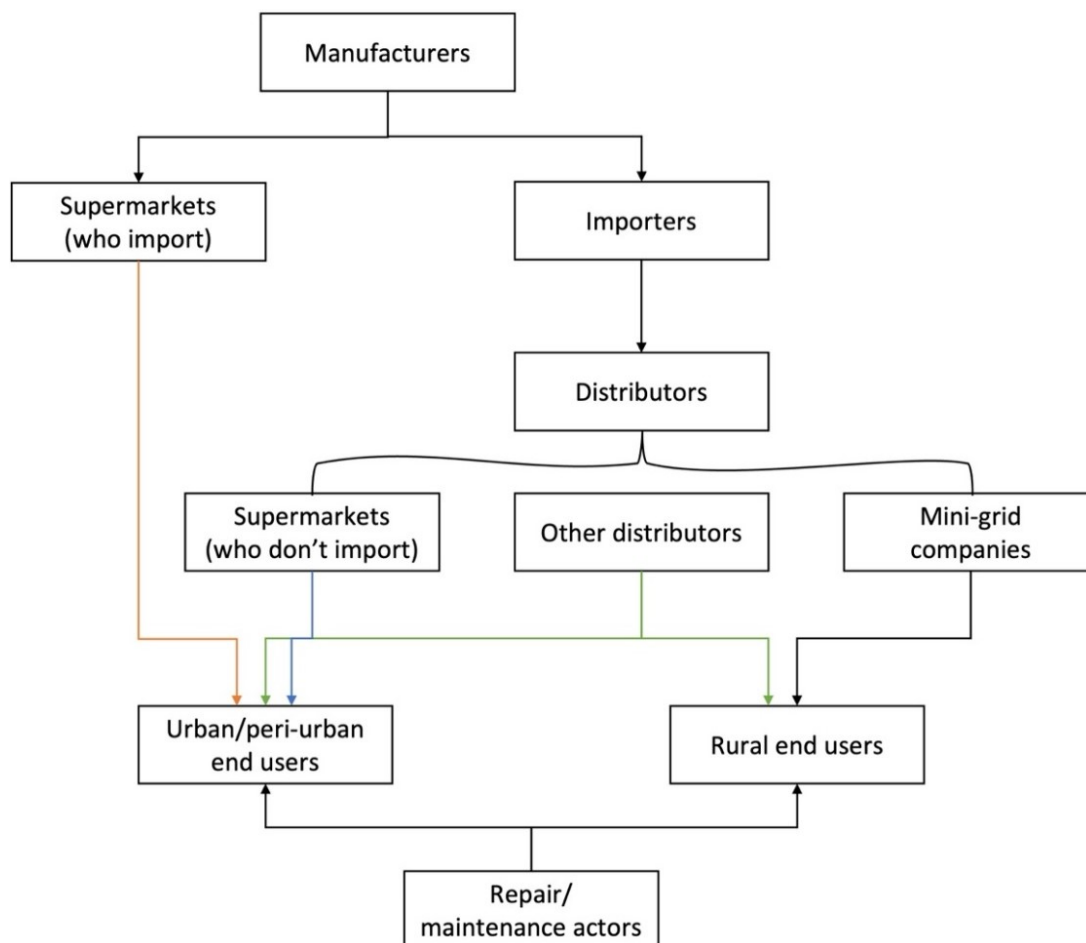 Manufacturers
Supermarkets
(who import)
Importers
Distributors
Supermarkets
(who don’t import)
Other distributors
Mini-grid
companies
Urban/peri-urban
end users
Rural end users
Repair/
maintenance actors